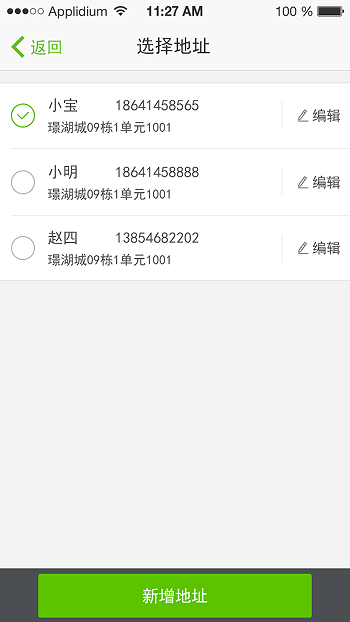 Applidium 11:27 AM 100 %
返回 选择地址
小宝 18641458565
璟湖城09栋1单元1001
编辑
小明 18641458888
璟湖城09栋1单元1001
编辑
赵四 13854682202
璟湖城09栋1单元1001
编辑
新增地址